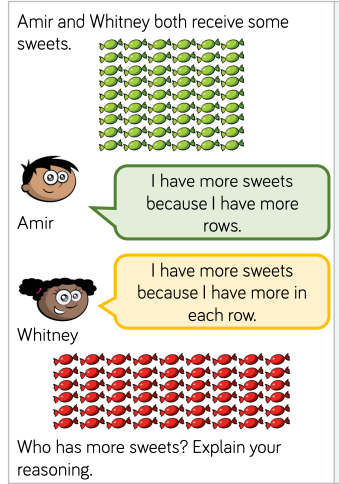 Amir and Whitney both receive some
sweets.
I have more sweets
because I have more
rows.
Amir
I have more sweets
because I have more in
each row.
Whitney
Who has more sweets? Explain your
reasoning.